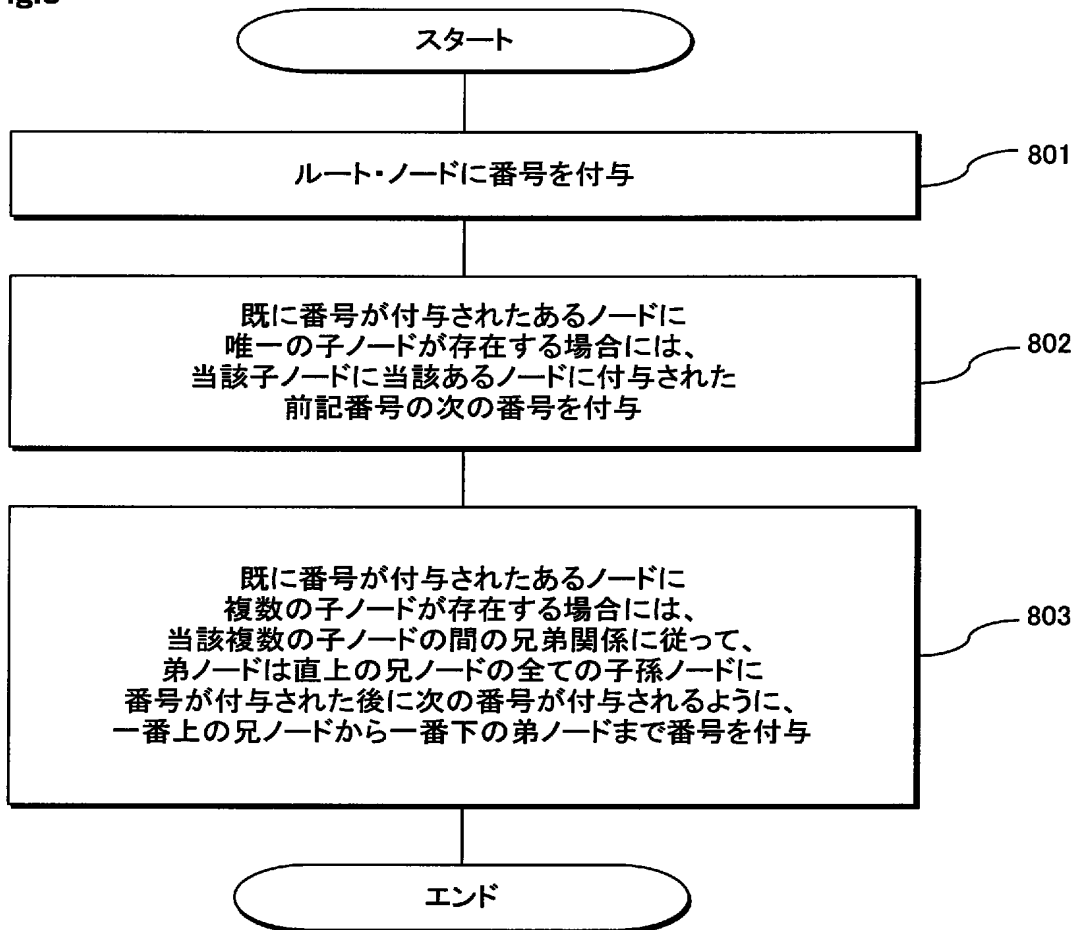 スタート
ルート・ノードに番号を付与
801
既に番号が付与されたあるノードに
唯一の子ノードが存在する場合には、
当該子ノードに当該あるノードに付与された
前記番号の次の番号を付与
802
既に番号が付与されたあるノードに
複数の子ノードが存在する場合には、
当該複数の子ノードの間の兄弟関係に従って、
弟ノードは直上の兄ノードの全ての子孫ノードに
番号が付与された後に次の番号が付与されるように、
一番上の兄ノードから一番下の弟ノードまで番号を付与
803
エンド